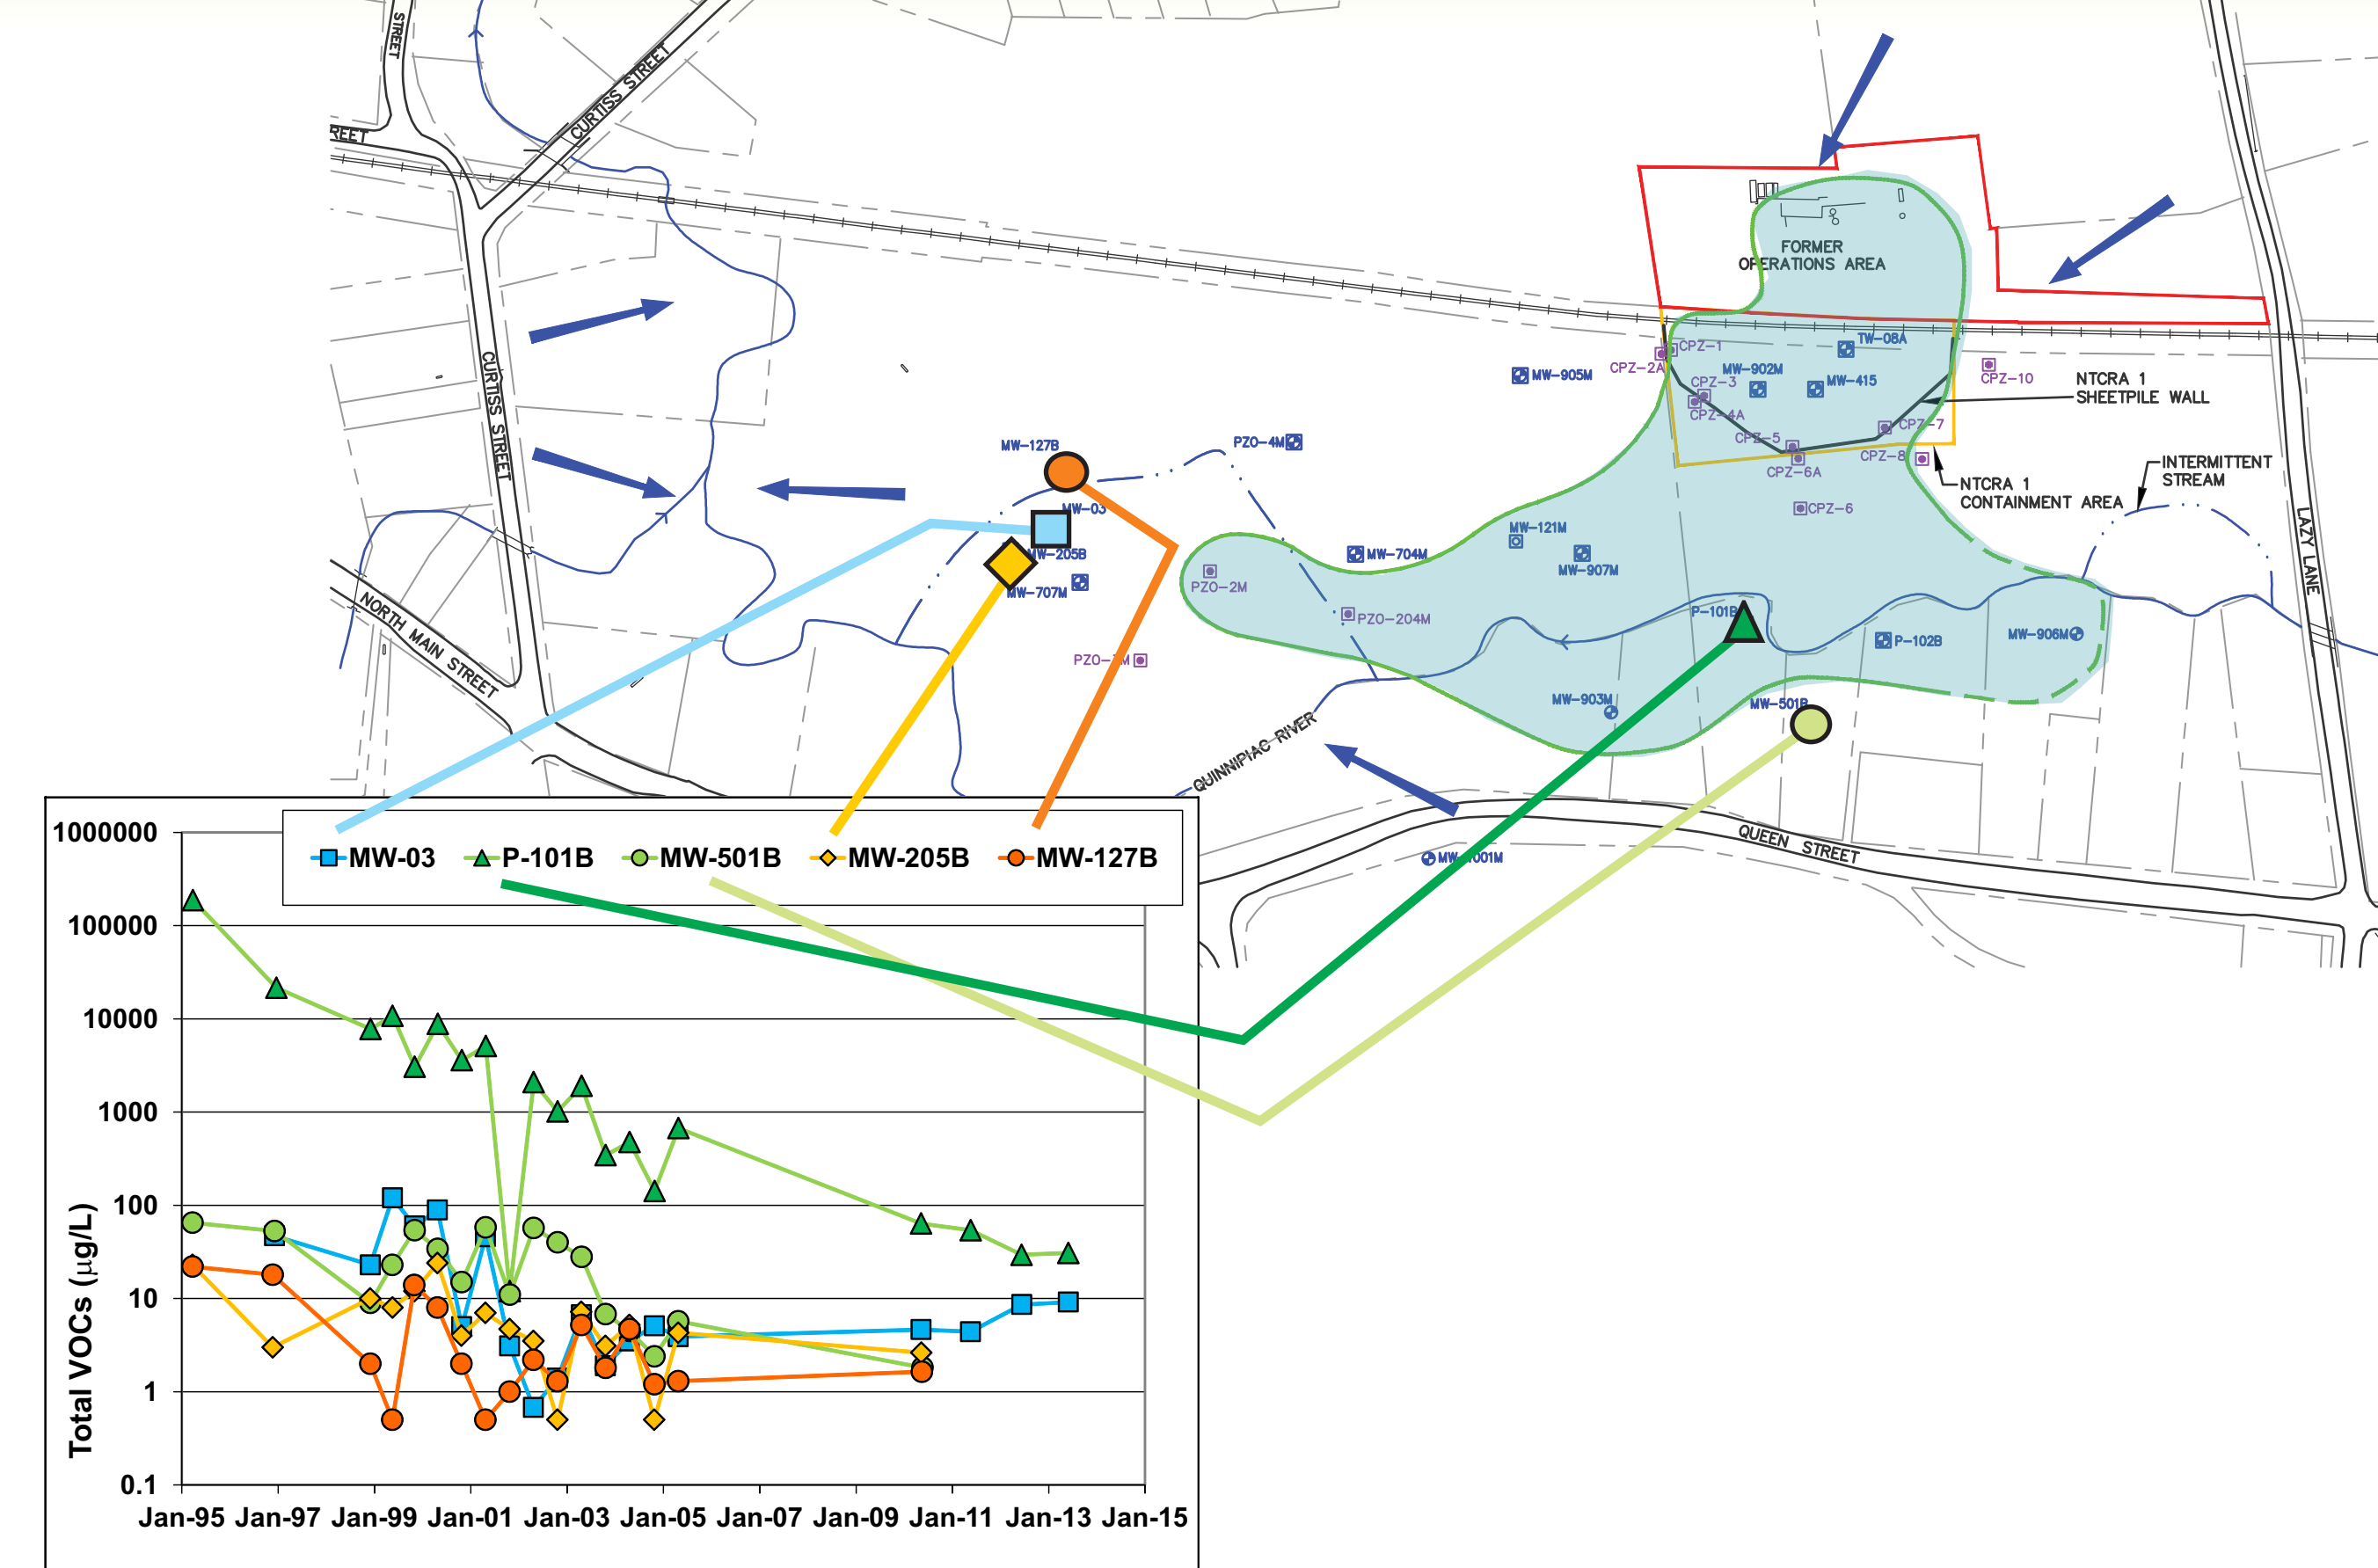 STREET
CURTISS STREET
REET
FORMER
OPERATIONS AREA
TW-08A
CPZ-1
CPZ-2A
MW-902M
MW-905M
CPZ-3
MW-415
CPZ-10
NTCRA 1
SHEETPILE WALL
CPZ-4A
CURTISS STREET
CPZ-7
CPZ-5
MW-127B
PZO-4M
CPZ-8
CPZ-6A
INTERMITTENT
STREAM
NTCRA 1
CONTAINMENT AREA
MW-03
CPZ-6
MW-121M
LAZY LANE
MW-205B
MW-704M
MW-907M
PZO-2M
MW-707M
NORTH MAIN STREET
P-101B
PZO-204M
MW-906M
P-102B
PZO- M
MW-903M
MW-501B
QUINNIPIAC RIVER
QUEEN STREET
MW- 001M
MW-03 P-101B MW-501B MW-205B MW-127B
1000000
100000
10000
1000
100
10
1
0.1
Total VOCs (µg/L)
Jan-95 Jan-97 Jan-99 Jan-01 Jan-03 Jan-05 Jan-07 Jan-09 Jan-11 Jan-13 Jan-15